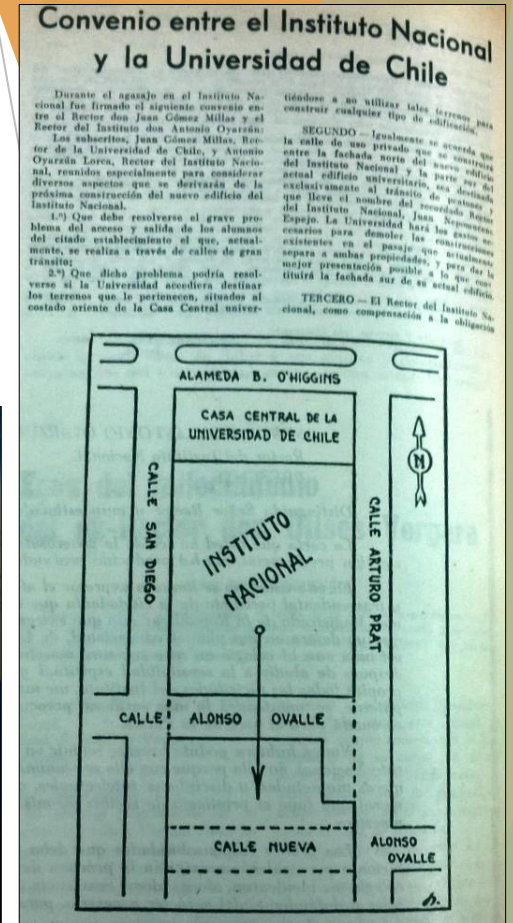 Convenio entre el Instituto Nacional
y la Universidad de Chile
Durante el agasajo en el Instituto Na-
cional fue firmado el siguiente convenio en-
tre el Rector don Juan Gómez Millas y el
Rector del Instituto don Antonio Oyarzún:
Los subscritos, Juan Gómez Millas, Rec-
tor de la Universidad de Chile, y Antonio
Oyarzún Lorca, Rector del Instituto Nacio-
nal, reunidos especialmente para considerar
diversos aspectos que se derivarán de la
próxima construcción del nuevo edificio del
Instituto Nacional.
1.º) Que debe resolverse el grave pro-
blema del acceso y salida de los alumnos
del citado establecimiento el que, actual-
mente, se realiza a través de calles de gran
tránsito;
2.º) Que dicho problema podría resol-
verse si la Universidad accediera destinar
los terrenos que le pertenecen, situados al
costado oriente de la Casa Central univer-
tiéndose a no utilizar tales terrenos para
construir cualquier tipo de edificación.
SEGUNDO — Igualmente se acuerda que
la calle de uso privado que se construirá
entre la fachada norte del nuevo edificio
del Instituto Nacional y la parte sur del
actual edificio universitario, sea destinada
exclusivamente al tránsito de peatones y
que lleve el nombre del recordado Rector
del Instituto Nacional, Juan Nepomuceno
Espejo. La Universidad hará los gastos ne-
cesarios para demoler las construcciones
existentes en el pasaje que actualmente
separa a ambas propiedades, y para dar la
mejor presentación posible a lo que cons-
tituirá la fachada sur de su actual edificio.
TERCERO — El Rector del Instituto Na-
cional, como compensación a la obligación
ALAMEDA B. O'HIGGINS
CASA CENTRAL DE LA
UNIVERSIDAD DE CHILE
N
CALLE SAN DIEGO
INSTITUTO
NACIONAL
CALLE ARTURO PRAT
CALLE ALONSO OVALLE
CALLE NUEVA
ALONSO
OVALLE